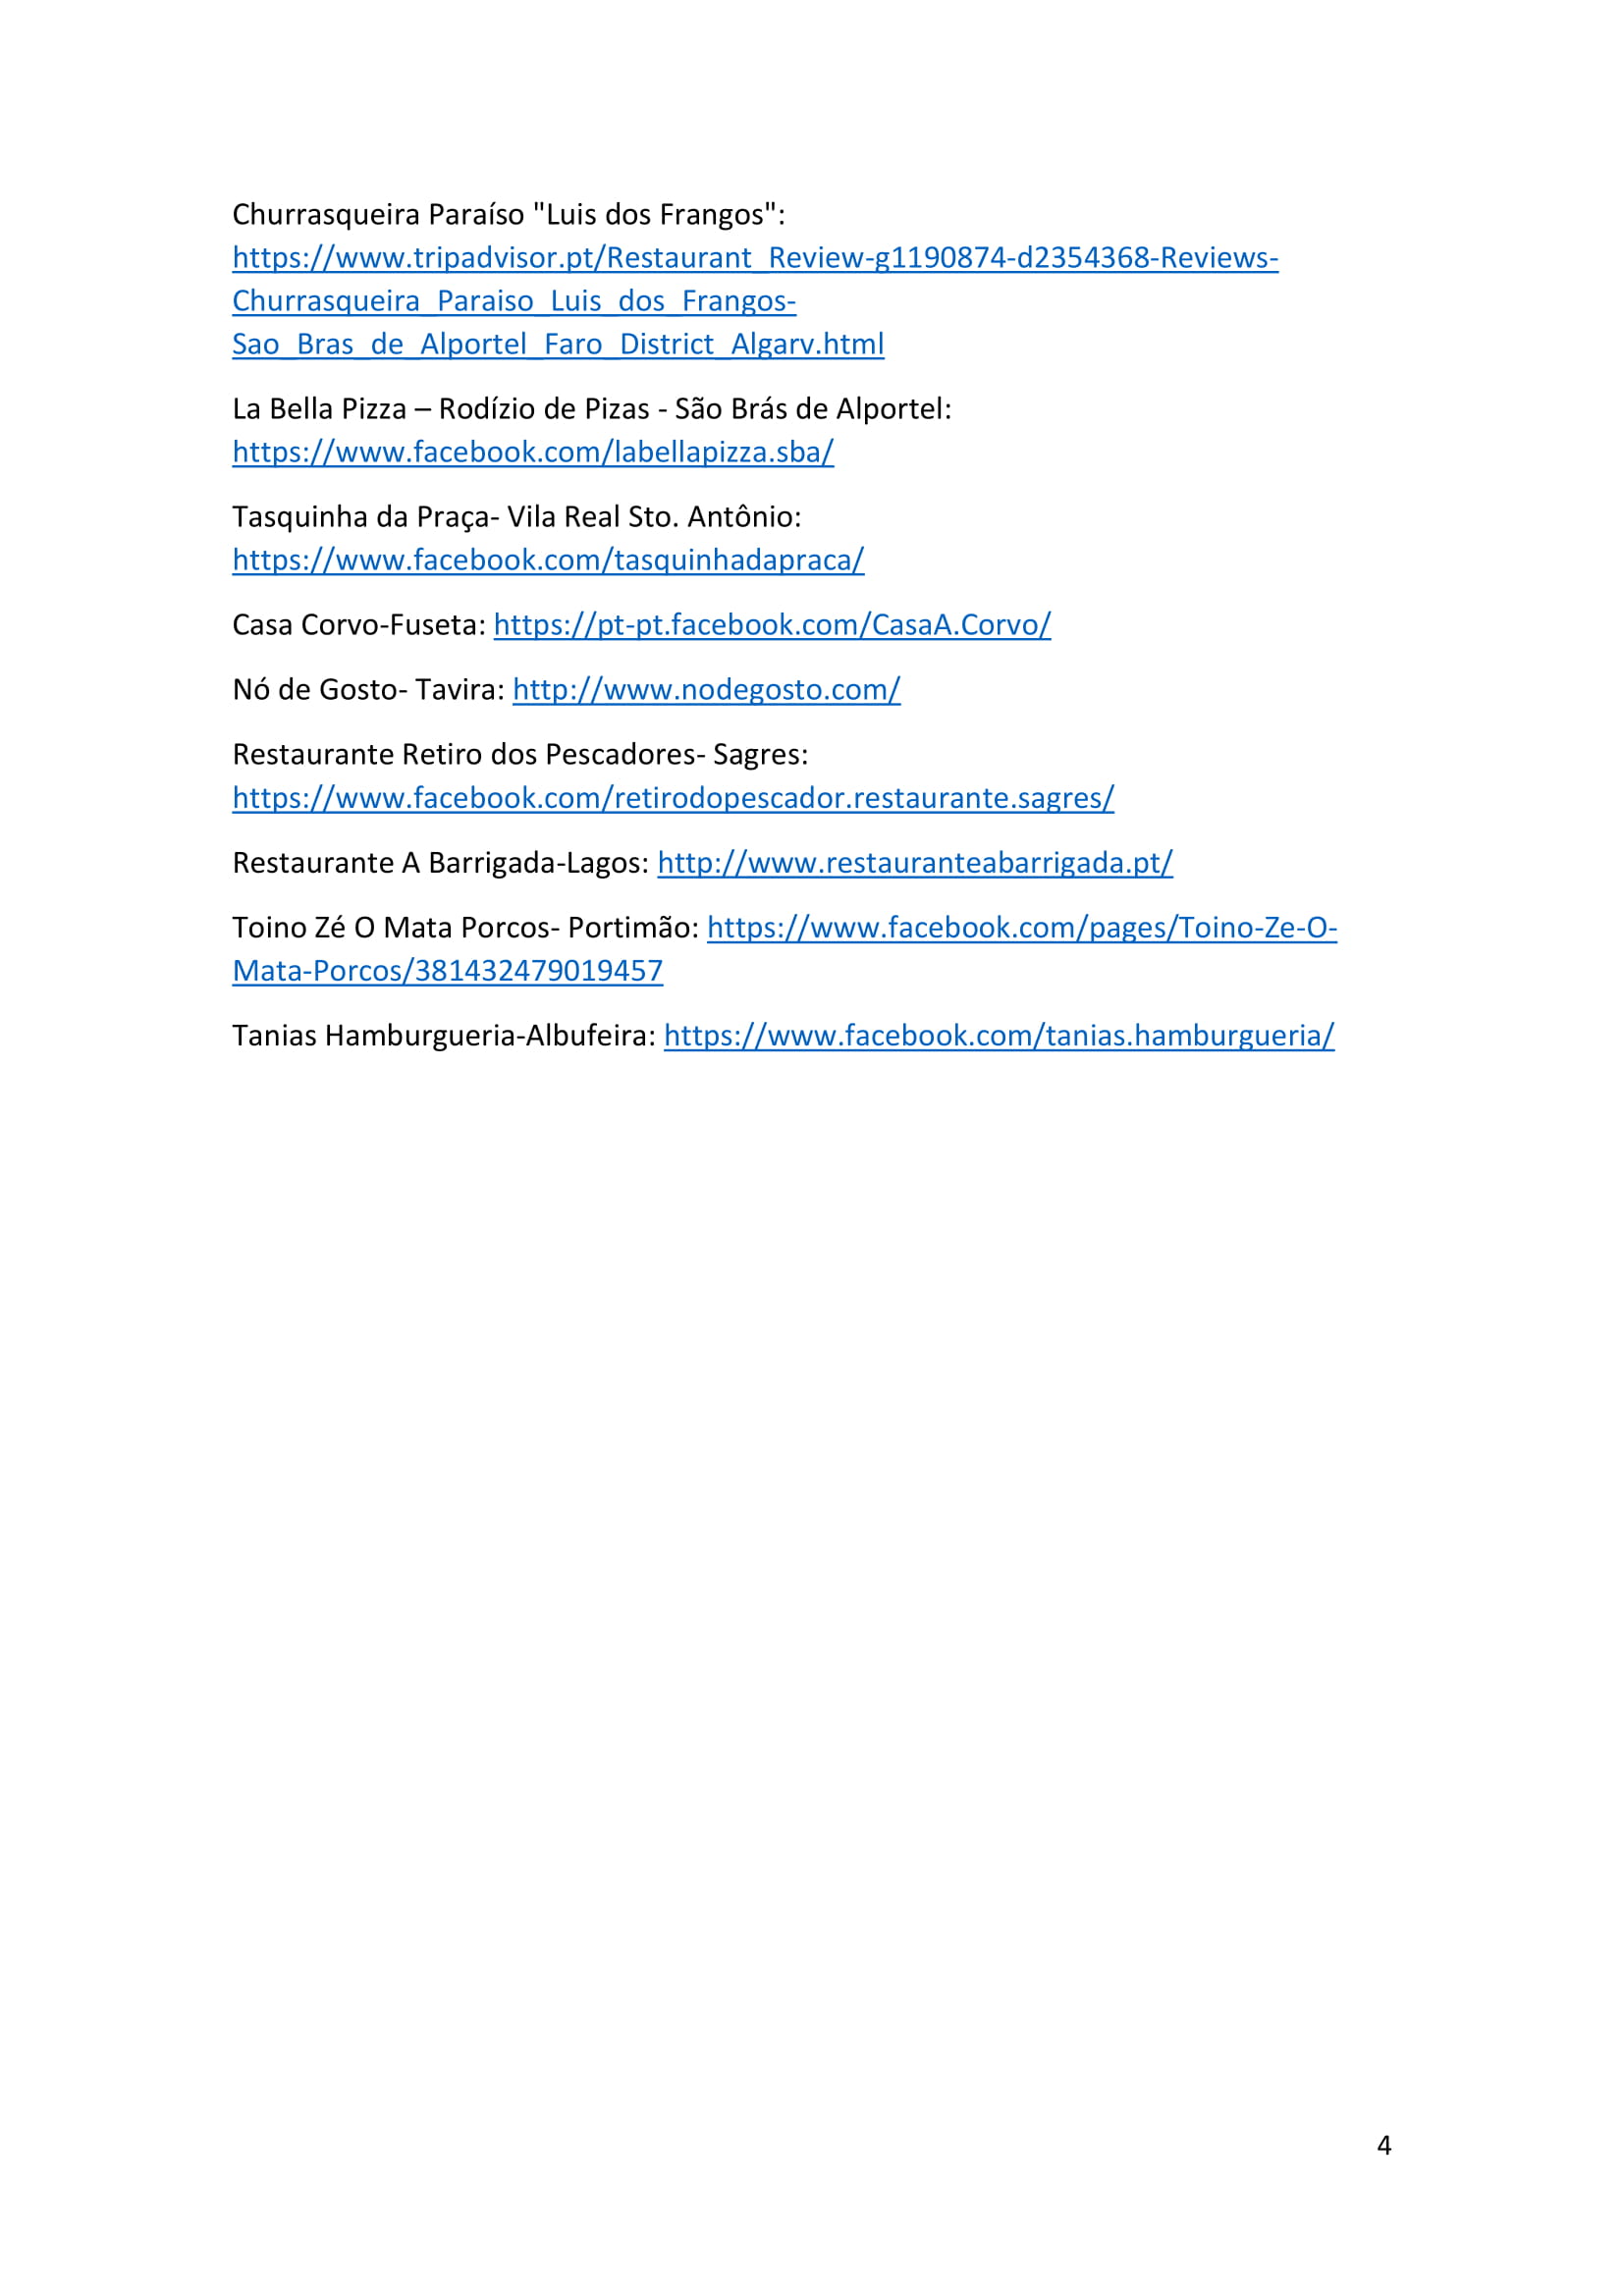 Churrasqueira Paraíso "Luis dos Frangos":
https://www.tripadvisor.pt/Restaurant_Review-g1190874-d2354368-Reviews-
Churrasqueira_Paraiso_Luis_dos_Frangos-
Sao_Bras_de_Alportel_Faro_District_Algarv.html
La Bella Pizza – Rodízio de Pizas - São Brás de Alportel:
https://www.facebook.com/labellapizza.sba/
Tasquinha da Praça- Vila Real Sto. Antônio:
https://www.facebook.com/tasquinhadapraca/
Casa Corvo-Fuseta: https://pt-pt.facebook.com/CasaA.Corvo/
Nó de Gosto- Tavira: http://www.nodegosto.com/
Restaurante Retiro dos Pescadores- Sagres:
https://www.facebook.com/retirodopescador.restaurante.sagres/
Restaurante A Barrigada-Lagos: http://www.restauranteabarrigada.pt/
Toino Zé O Mata Porcos- Portimão: https://www.facebook.com/pages/Toino-Ze-O-
Mata-Porcos/381432479019457
Tanias Hamburgueria-Albufeira: https://www.facebook.com/tanias.hamburgueria/
4